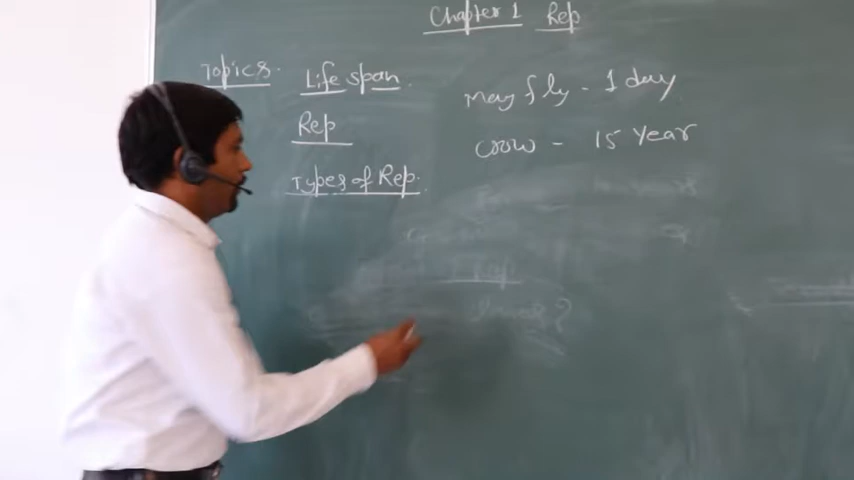 Chapter 1 Rep
Topics. Life span.
Rep
Types of Rep.
May fly - 1 day
crow - 15 Year